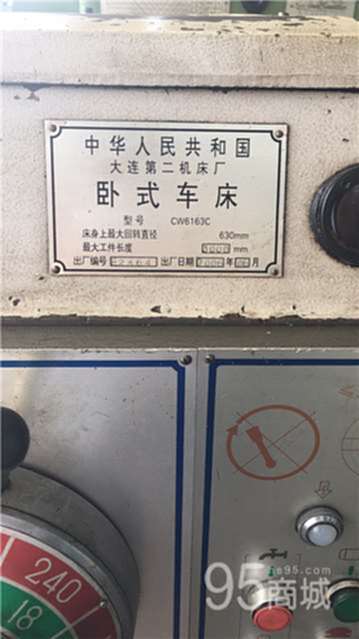 中华人民共和国
大连第二机床厂
卧式车床
型号 CW6163C
床身上最大回转直径 630mm
最大工件长度 mm
出厂编号 出厂日期 年 月
240
18
95商城
he95.com